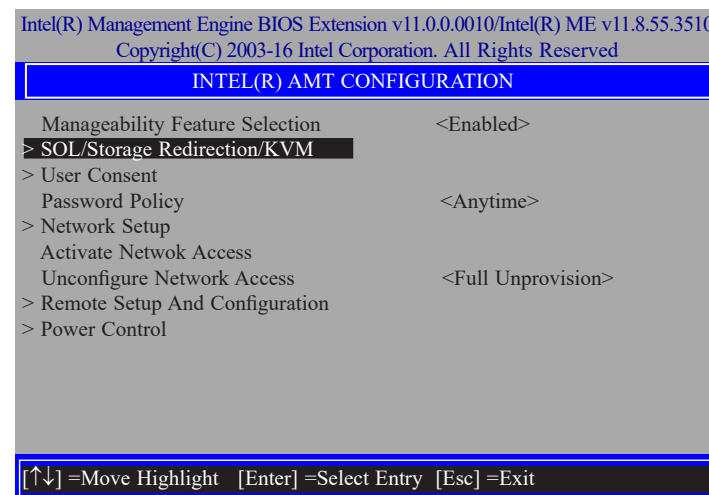 Intel(R) Management Engine BIOS Extension v11.0.0.0010/Intel(R) ME v11.8.55.3510
Copyright(C) 2003-16 Intel Corporation. All Rights Reserved
INTEL(R) AMT CONFIGURATION
Manageability Feature Selection <Enabled>
> SOL/Storage Redirection/KVM
> User Consent
Password Policy <Anytime>
> Network Setup
Activate Netwok Access
Unconfigure Network Access <Full Unprovision>
> Remote Setup And Configuration
> Power Control
[↑↓] =Move Highlight [Enter] =Select Entry [Esc] =Exit